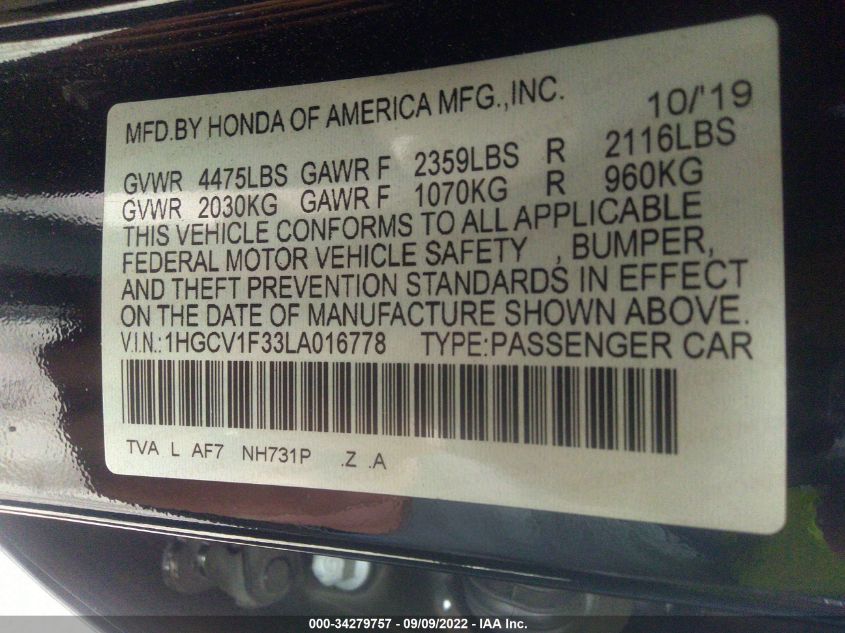 MFD.BY HONDA OF AMERICA MFG.,INC. 10/'19
GVWR 4475LBS GAWR F 2359LBS R 2116LBS
GVWR 2030KG GAWR F 1070KG R 960KG
THIS VEHICLE CONFORMS TO ALL APPLICABLE
FEDERAL MOTOR VEHICLE SAFETY , BUMPER,
AND THEFT PREVENTION STANDARDS IN EFFECT
ON THE DATE OF MANUFACTURE SHOWN ABOVE.
V.I.N.:1HGCV1F33LA016778 TYPE:PASSENGER CAR
TVA L AF7 NH731P .Z .A
000-34279757 - 09/09/2022 - IAA Inc.